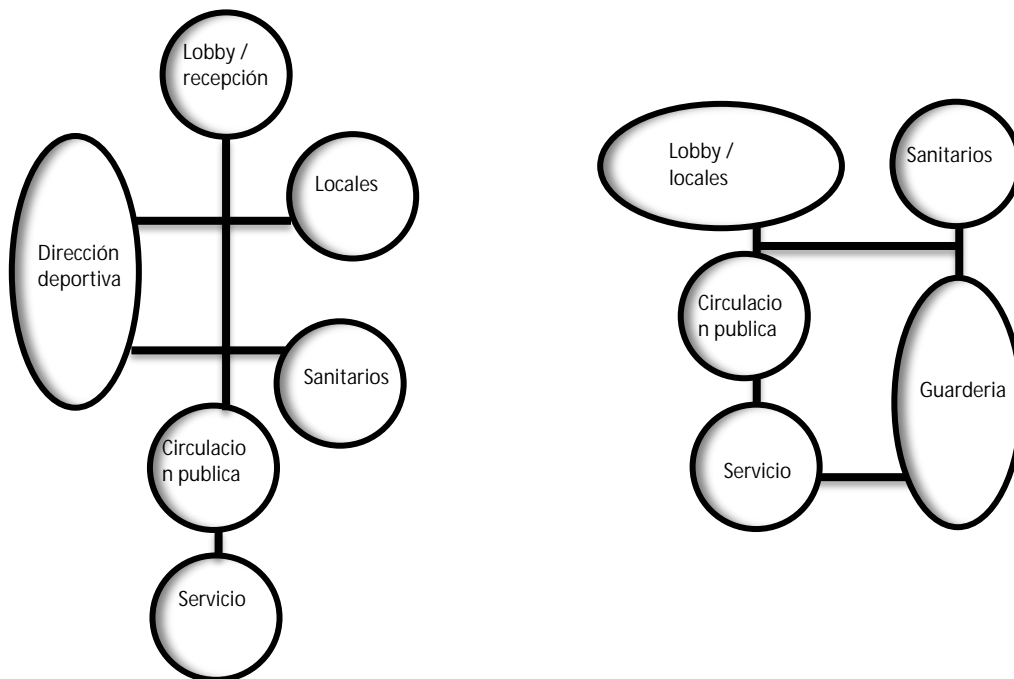 Lobby /
recepción
Locales
Dirección
deportiva
Sanitarios
Circulacio
n publica
Servicio
Lobby /
locales
Sanitarios
Circulacio
n publica
Guarderia
Servicio